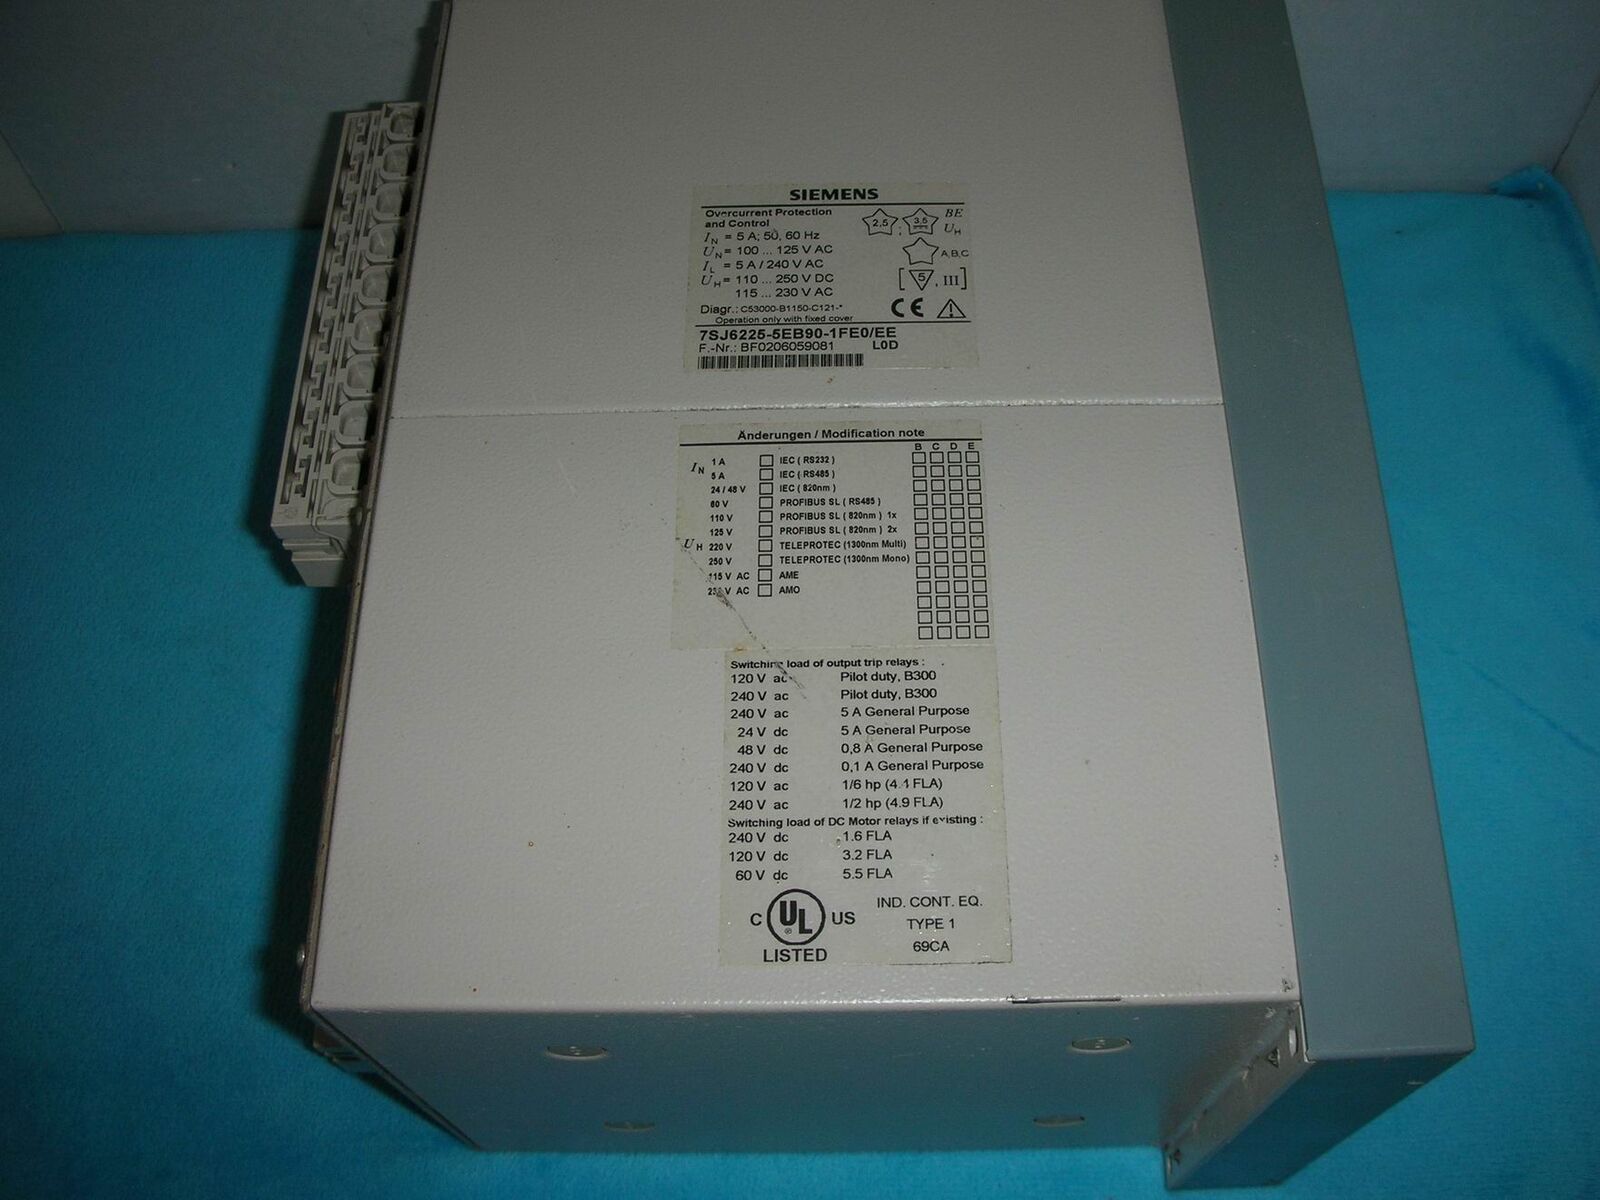 SIEMENS
Overcurrent Protection
and Control
2.5 ; 3.5 BE
UH
IN = 5 A; 50, 60 Hz
UN = 100 ... 125 V AC
A,B,C
IL = 5 A / 240 V AC
UH = 110 ... 250 V DC
[5, III]
115 ... 230 V AC
Diagr.: C53000-B1150-C121-*
CE
Operation only with fixed cover
7SJ6225-5EB90-1FE0/EE
F.-Nr.: BF0206059081 L0D
Änderungen / Modification note
B C D E
IN 1 A IEC ( RS232 )
5 A IEC ( RS485 )
24 / 48 V IEC ( 820nm )
60 V PROFIBUS SL ( RS485 )
110 V PROFIBUS SL ( 820nm ) 1x
125 V PROFIBUS SL ( 820nm ) 2x
UH 220 V TELEPROTEC (1300nm Multi)
250 V TELEPROTEC (1300nm Mono)
115 V AC AME
V AC AMO
Switching load of output trip relays :
120 V ac Pilot duty, B300
240 V ac Pilot duty, B300
240 V ac 5 A General Purpose
24 V dc 5 A General Purpose
48 V dc 0,8 A General Purpose
240 V dc 0,1 A General Purpose
120 V ac 1/6 hp (4.4 FLA)
240 V ac 1/2 hp (4.9 FLA)
Switching load of DC Motor relays if existing :
240 V dc 1.6 FLA
120 V dc 3.2 FLA
60 V dc 5.5 FLA
C UL ® US
LISTED
IND. CONT. EQ.
TYPE 1
69CA